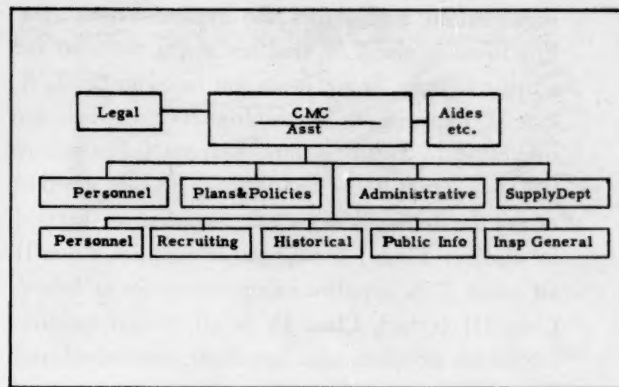 Legal
CMC
Asst
Aides
etc.
Personnel
Plans&Policies
Administrative
SupplyDept
Personnel
Recruiting
Historical
Public Info
Insp General